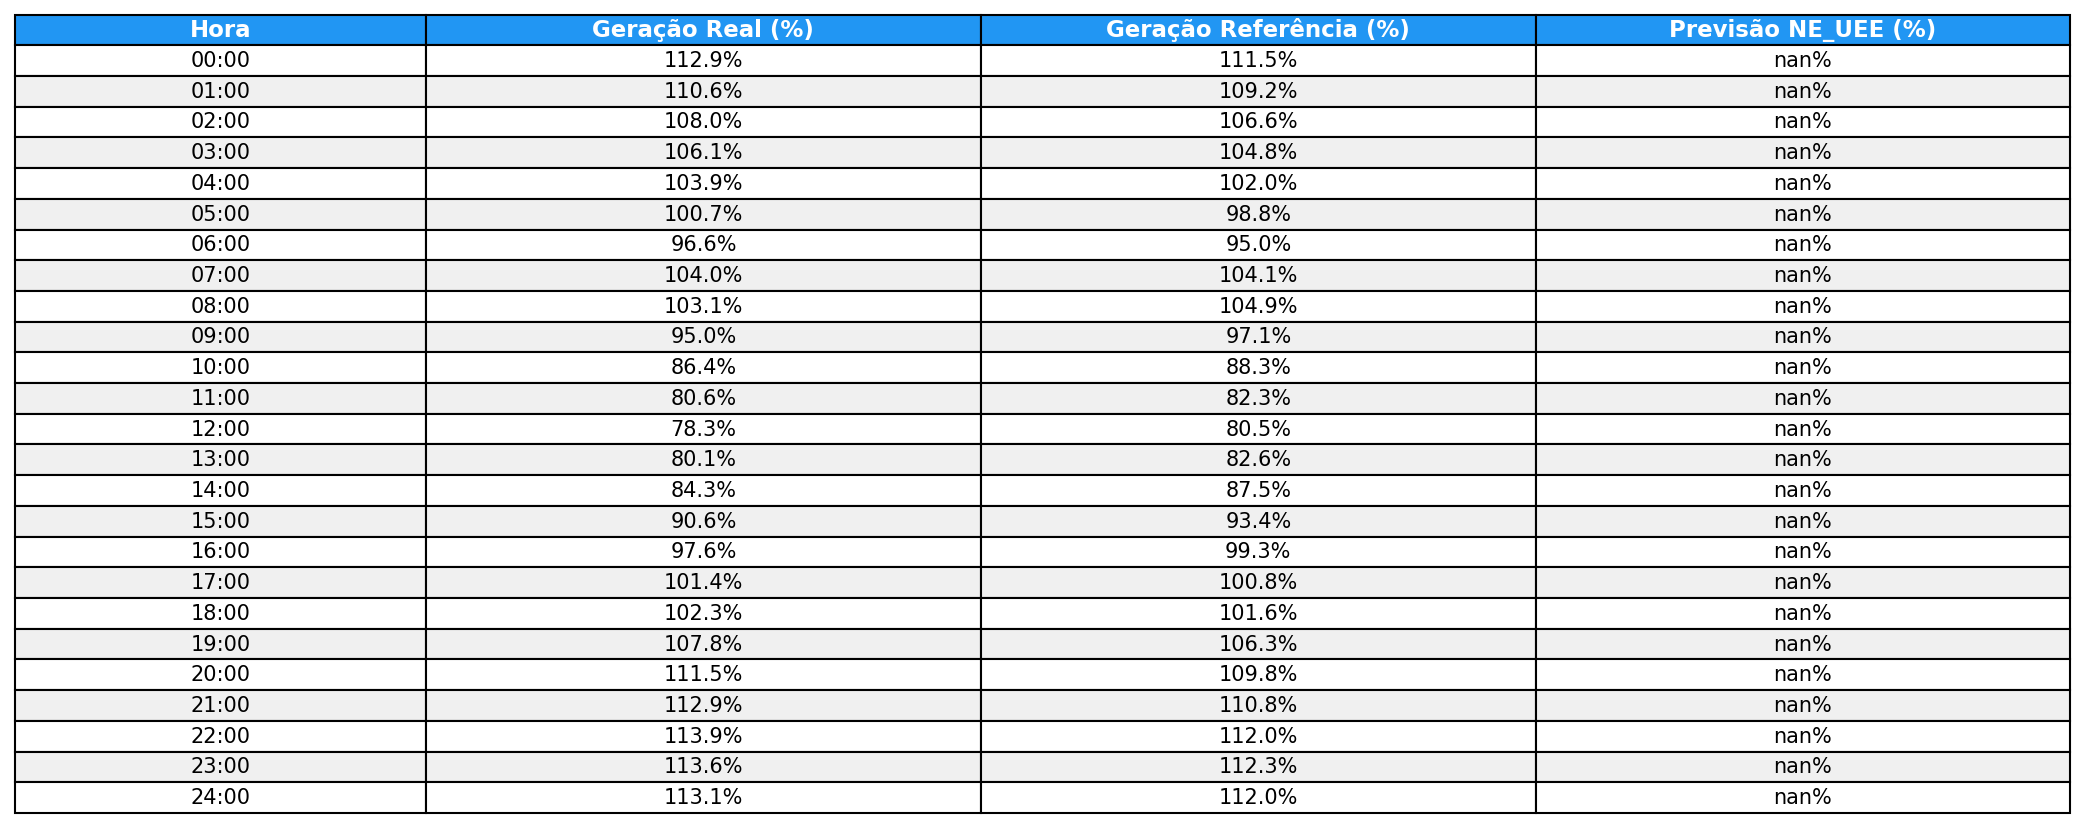 Hora Geração Real (%) Geração Referência (%) Previsão NE_UEE (%)
00:00 112.9% 111.5% nan%
01:00 110.6% 109.2% nan%
02:00 108.0% 106.6% nan%
03:00 106.1% 104.8% nan%
04:00 103.9% 102.0% nan%
05:00 100.7% 98.8% nan%
06:00 96.6% 95.0% nan%
07:00 104.0% 104.1% nan%
08:00 103.1% 104.9% nan%
09:00 95.0% 97.1% nan%
10:00 86.4% 88.3% nan%
11:00 80.6% 82.3% nan%
12:00 78.3% 80.5% nan%
13:00 80.1% 82.6% nan%
14:00 84.3% 87.5% nan%
15:00 90.6% 93.4% nan%
16:00 97.6% 99.3% nan%
17:00 101.4% 100.8% nan%
18:00 102.3% 101.6% nan%
19:00 107.8% 106.3% nan%
20:00 111.5% 109.8% nan%
21:00 112.9% 110.8% nan%
22:00 113.9% 112.0% nan%
23:00 113.6% 112.3% nan%
24:00 113.1% 112.0% nan%